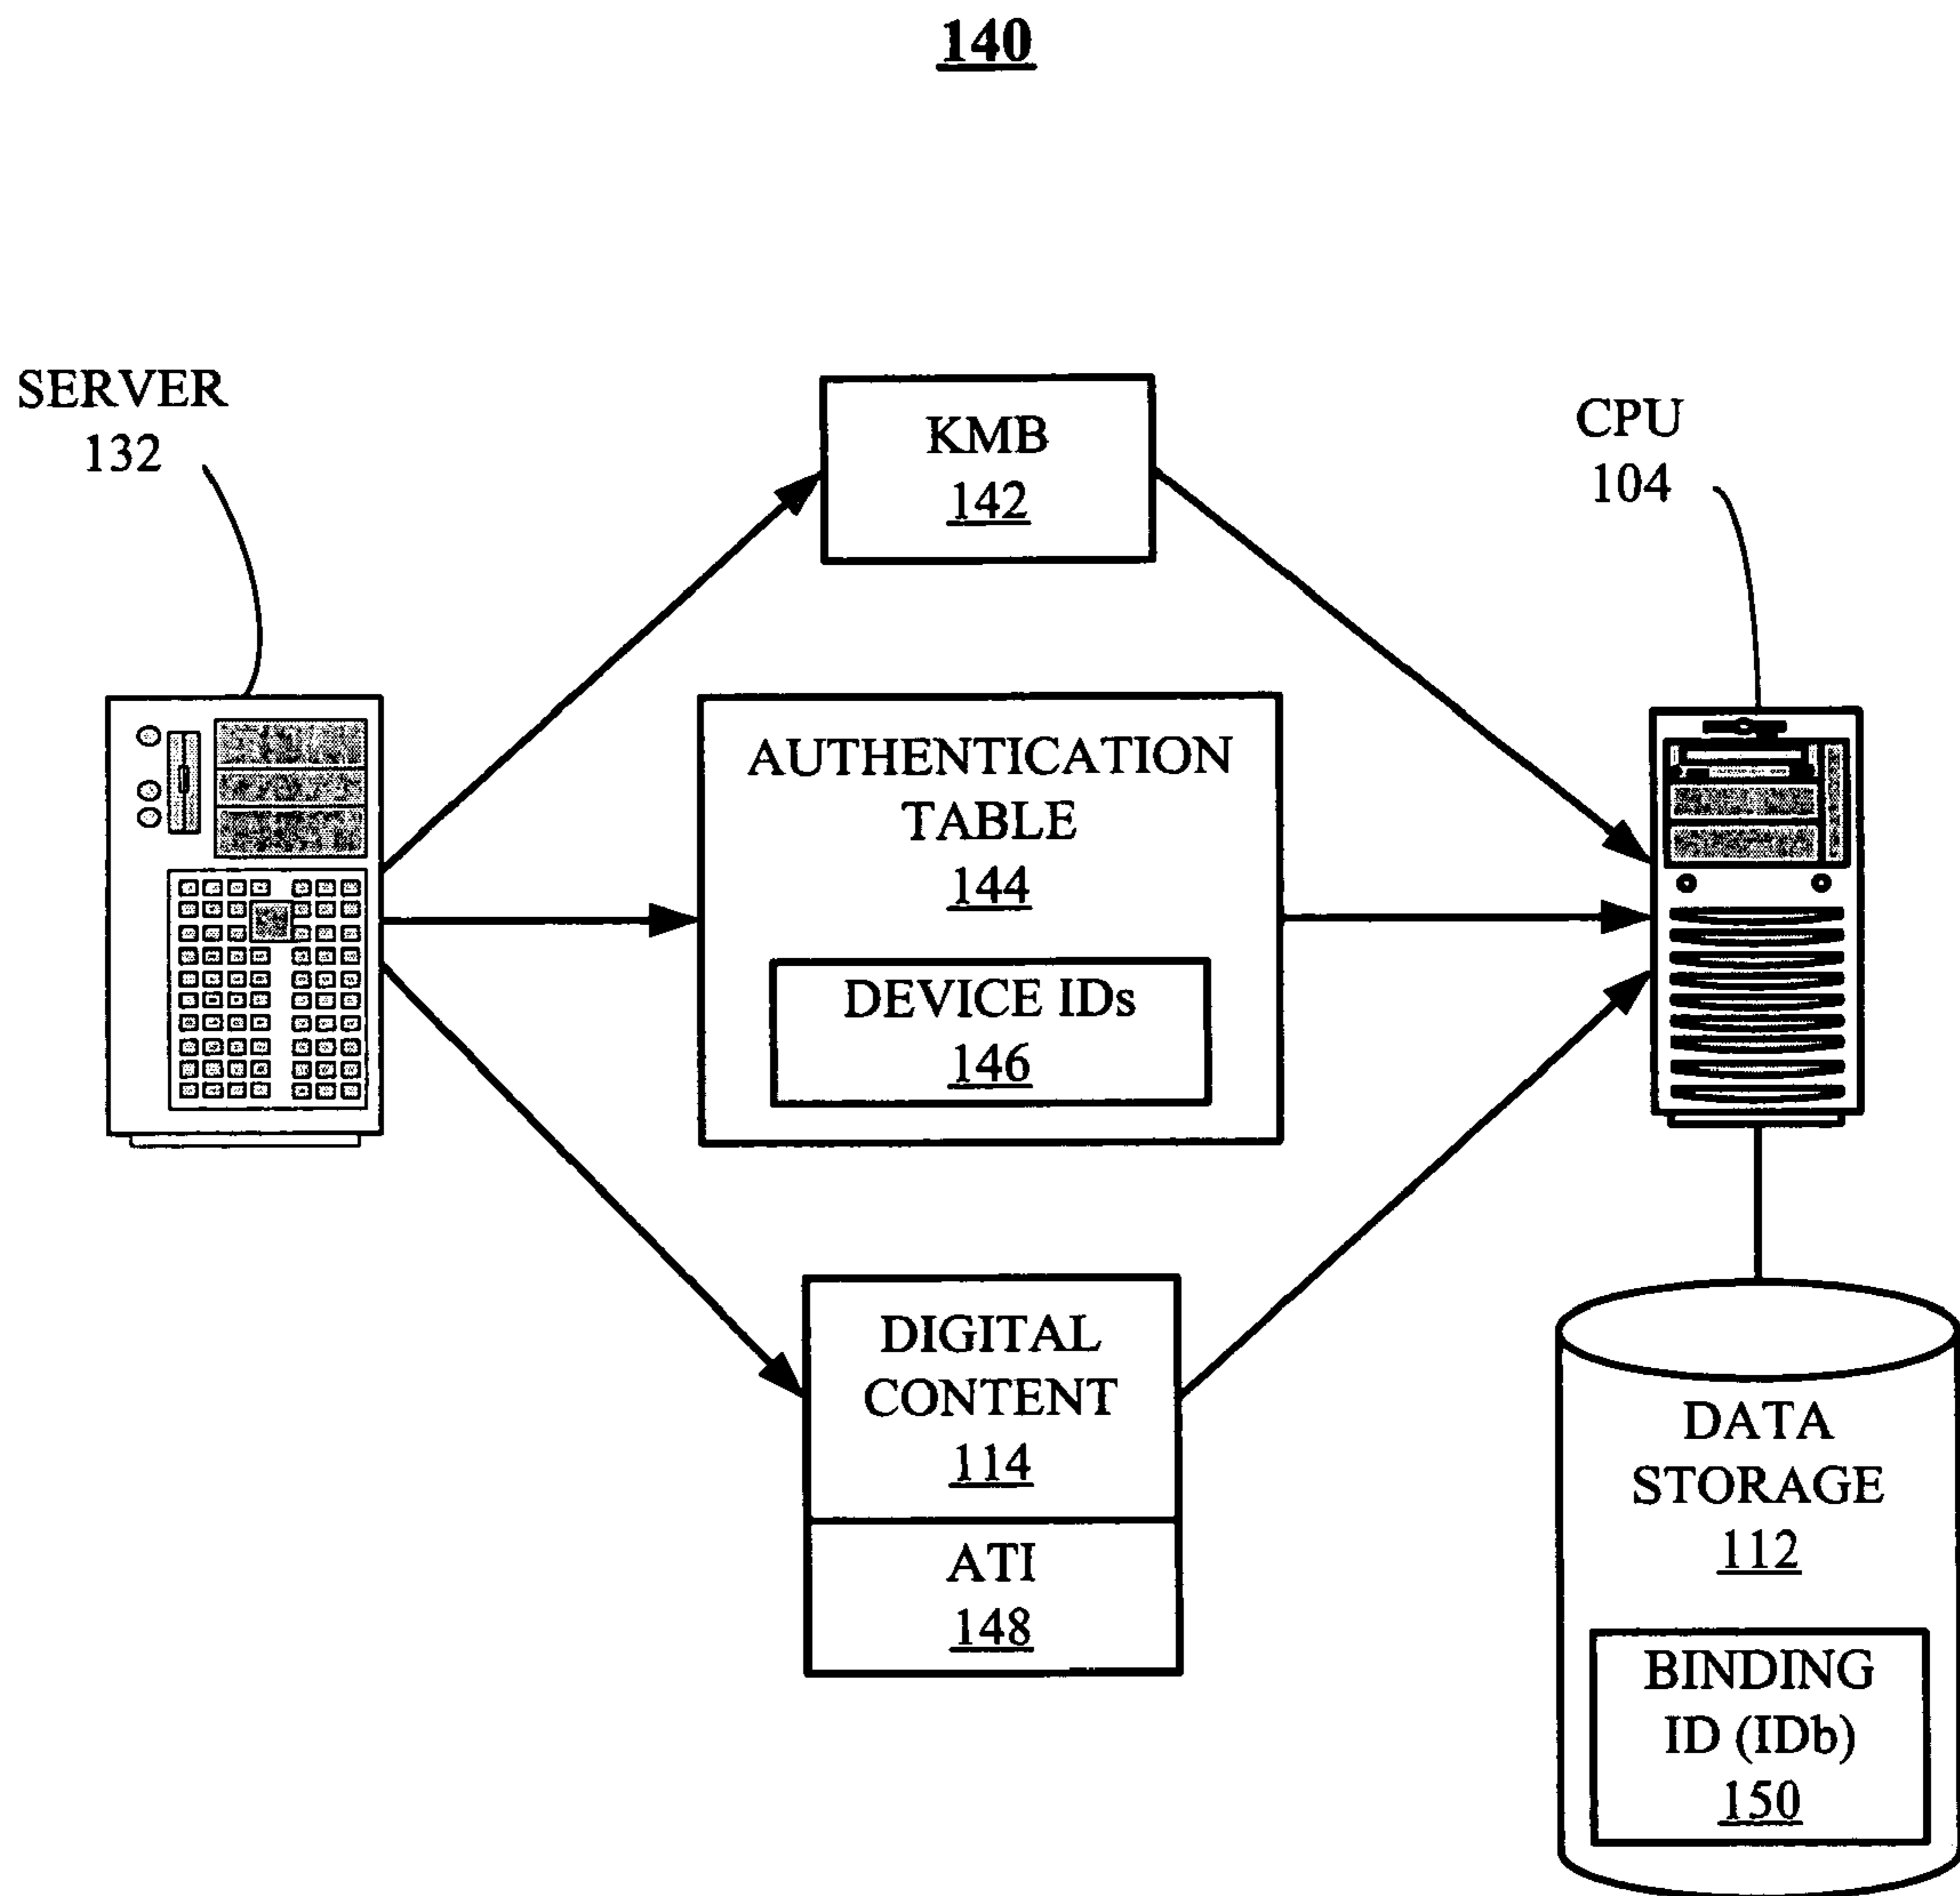 140
SERVER
132
KMB
142
CPU
104
AUTHENTICATION
TABLE
144
DEVICE IDs
146
DIGITAL
CONTENT
114
ATI
148
DATA
STORAGE
112
BINDING
ID (IDb)
150